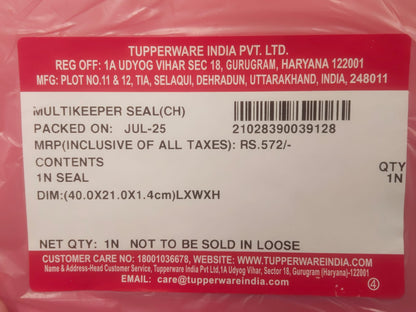 TUPPERWARE INDIA PVT. LTD.
REG OFF: 1A UDYOG VIHAR SEC 18, GURUGRAM, HARYANA 122001
MFG: PLOT NO.11 & 12, TIA, SELAQUI, DEHRADUN, UTTARAKHAND, INDIA, 248011
MULTIKEEPER SEAL(CH)
PACKED ON: JUL-25 21028390039128
MRP(INCLUSIVE OF ALL TAXES): RS.572/-
CONTENTS QTY
1N SEAL 1N
DIM:(40.0X21.0X1.4cm)LXWXH
NET QTY: 1N NOT TO BE SOLD IN LOOSE
CUSTOMER CARE NO: 18001036678, WEBSITE: WWW.TUPPERWAREINDIA.COM
Name & Address-Head Customer Service, Tupperware India Pvt Ltd,1A Udyog Vihar, Sector 18, Gurugram (Haryana)-122001
EMAIL: care@tupperwareindia.com
4